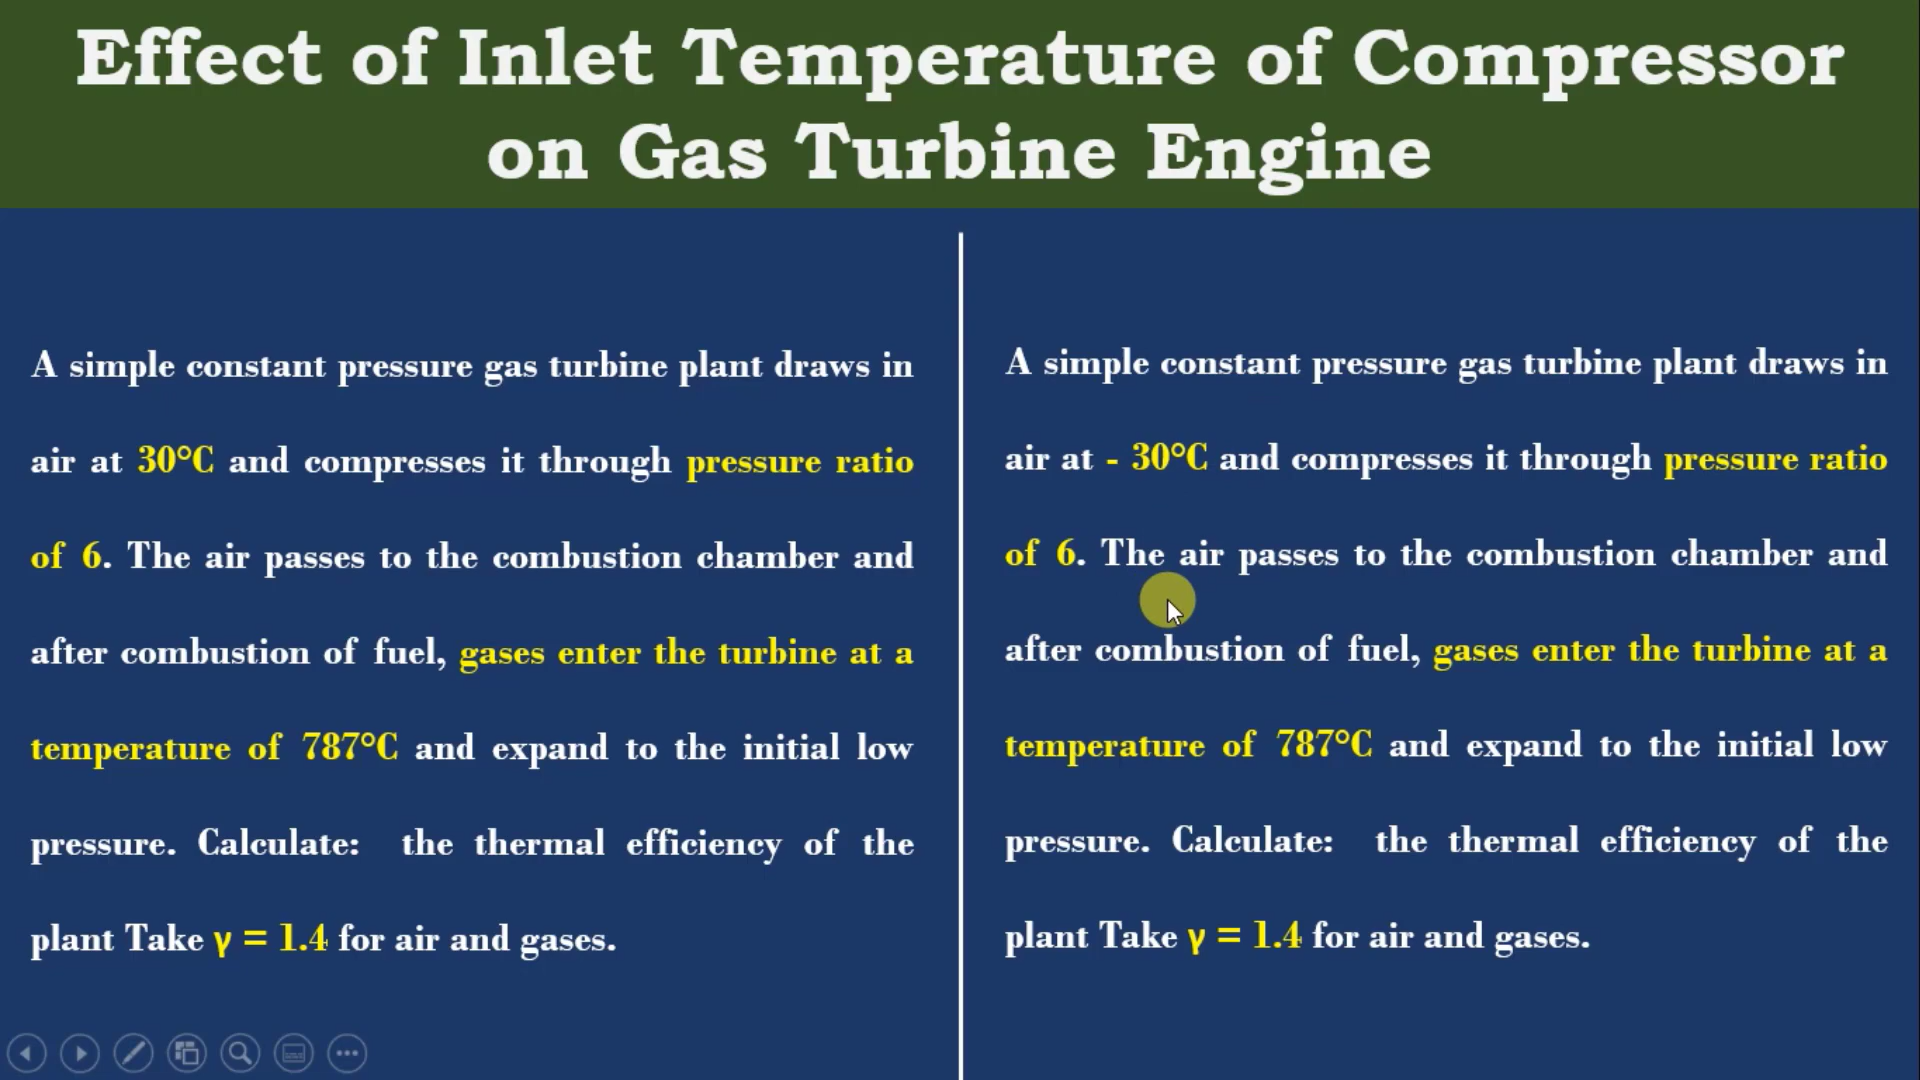 Effect of Inlet Temperature of Compressor
on Gas Turbine Engine
A simple constant pressure gas turbine plant draws in
air at 30°C and compresses it through pressure ratio
of 6. The air passes to the combustion chamber and
after combustion of fuel, gases enter the turbine at a
temperature of 787°C and expand to the initial low
pressure. Calculate: the thermal efficiency of the
plant Take γ = 1.4 for air and gases.
A simple constant pressure gas turbine plant draws in
air at - 30°C and compresses it through pressure ratio
of 6. The air passes to the combustion chamber and
after combustion of fuel, gases enter the turbine at a
temperature of 787°C and expand to the initial low
pressure. Calculate: the thermal efficiency of the
plant Take γ = 1.4 for air and gases.